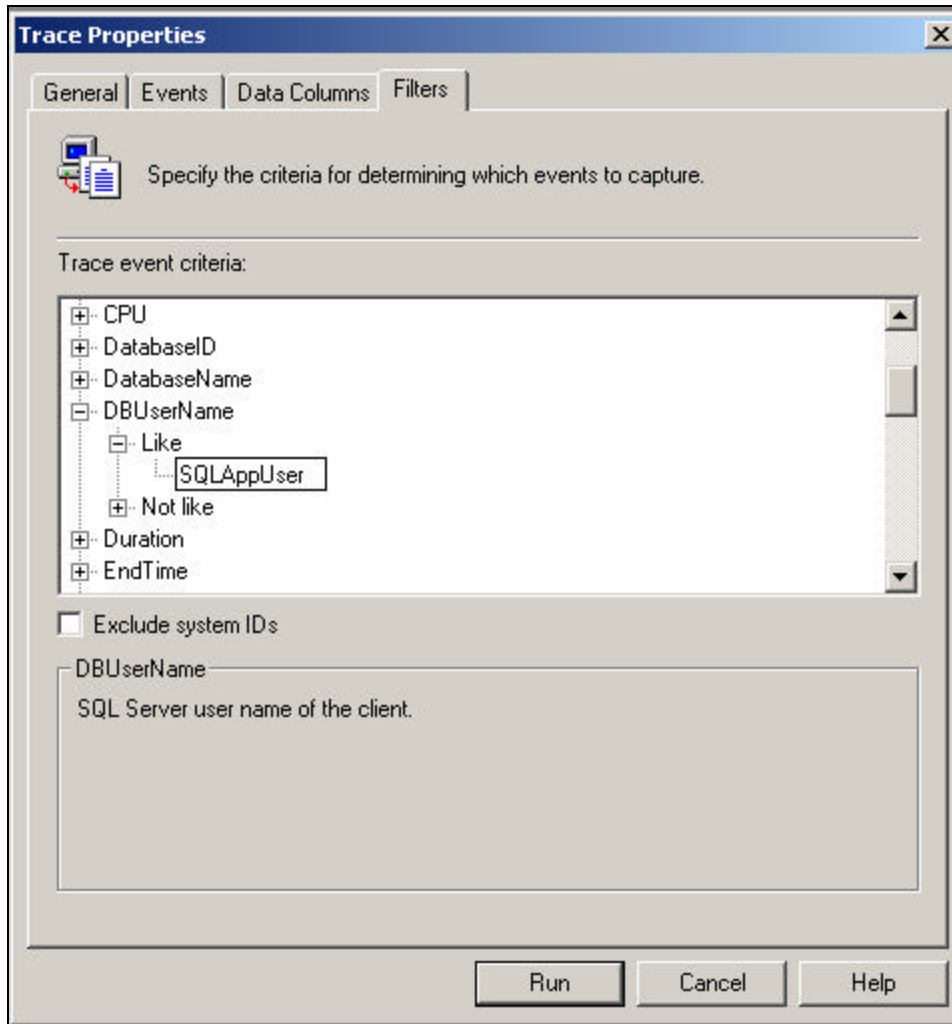 Trace Properties
General Events Data Columns Filters
Specify the criteria for determining which events to capture.
Trace event criteria:
CPU
DatabaseID
DatabaseName
DBUserName
Like
SQLAppUser
Not like
Duration
EndTime
Exclude system IDs
DBUserName
SQL Server user name of the client.
Run Cancel Help